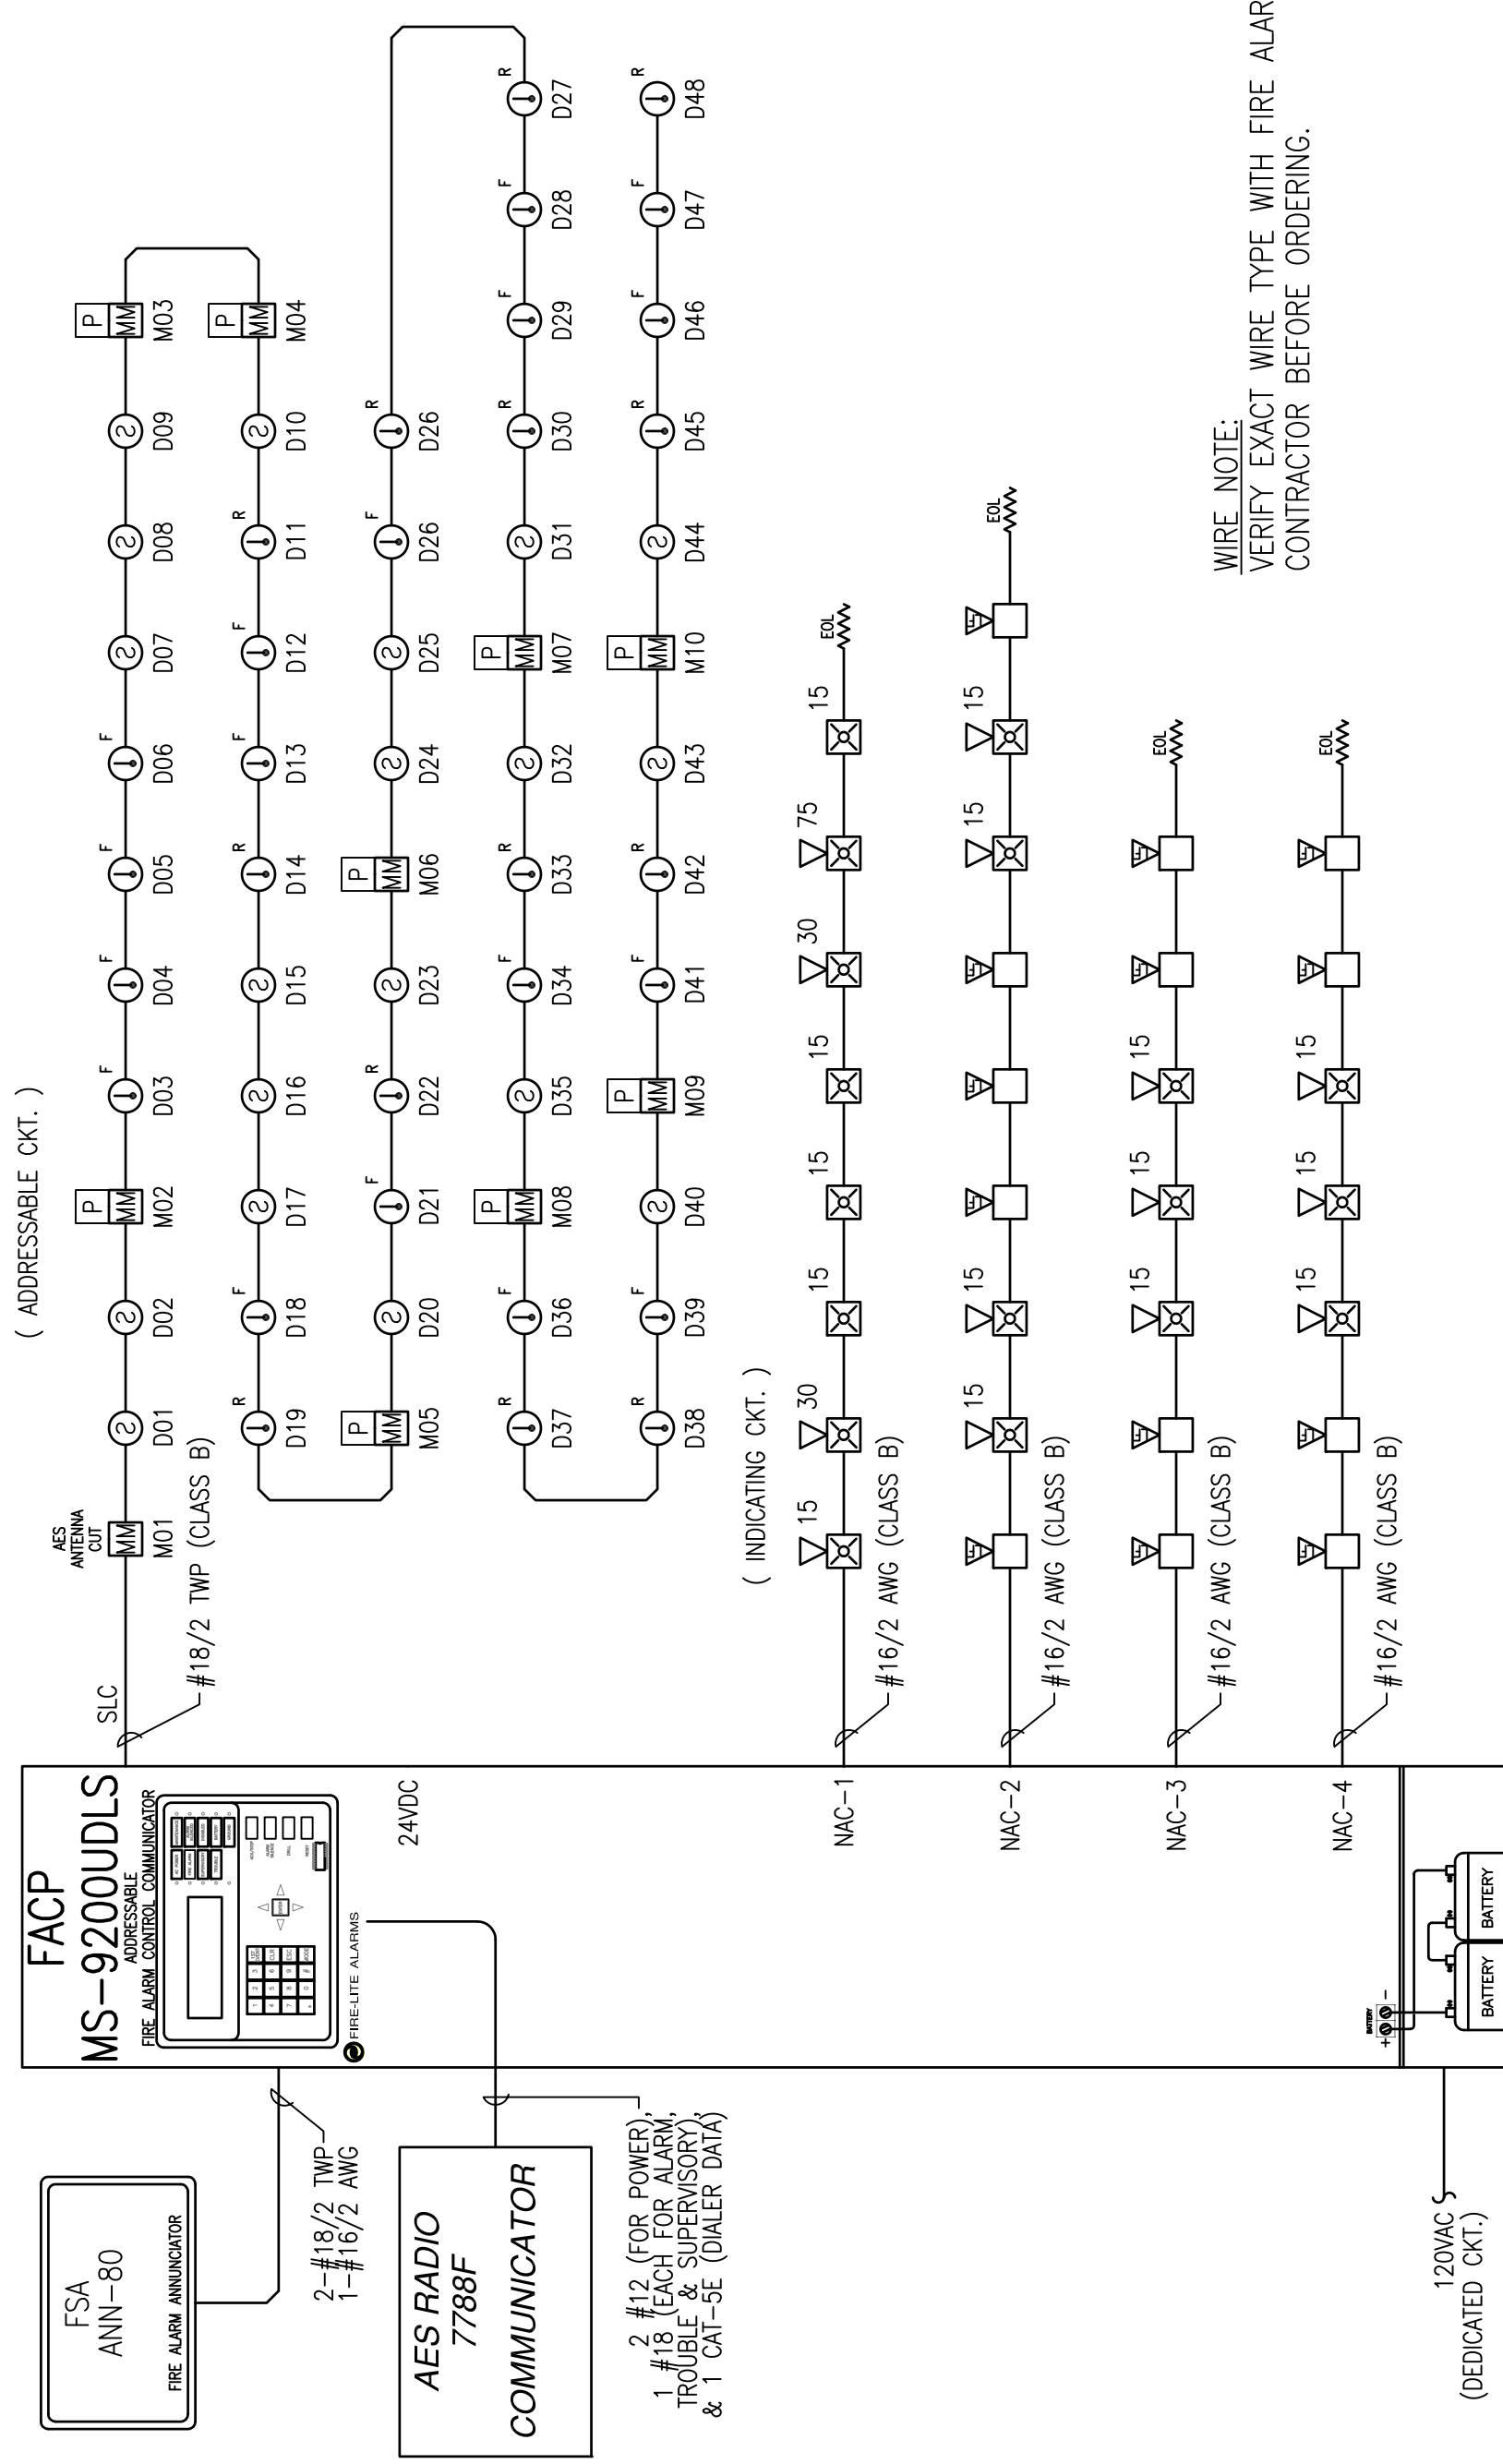 FSA
ANN-80
FIRE ALARM ANNUNCIATOR
2-#18/2 TWP
1-#16/2 AWG
AES RADIO
7788F
COMMUNICATOR
2 #12 (FOR POWER),
1 #18 (EACH FOR ALARM,
TROUBLE & SUPERVISORY),
& 1 CAT-5E (DIALER DATA)
120VAC
(DEDICATED CKT.)
FACP
MS-9200UDLS
ADDRESSABLE
FIRE ALARM CONTROL COMMUNICATOR
FIRE-LITE ALARMS
24VDC
NAC-1
NAC-2
NAC-3
NAC-4
BATTERY
+ -
BATTERY BATTERY
( ADDRESSABLE CKT. )
SLC
#18/2 TWP (CLASS B)
AES
ANTENNA
CUT
P P
F F F F
MM S S MM S S S MM
M01 D01 D02 M02 D03 D04 D05 D06 D07 D08 D09 M03
P
R F R F F R
S S S S MM
D19 D18 D17 D16 D15 D14 D13 D12 D11 D10 M04
P P
F R F R
MM S S MM S S
M05 D20 D21 D22 D23 M06 D24 D25 D26 D26
P P
R F F R R F F R
MM S S MM S
D37 D36 M08 D35 D34 D33 D32 M07 D31 D30 D29 D28 D27
P P
R F F R R F F R
S MM S MM S
D38 D39 D40 M09 D41 D42 D43 M10 D44 D45 D46 D47 D48
( INDICATING CKT. )
15 30 15 15 15 30 75 15
EOL
#16/2 AWG (CLASS B)
15 15 15 15
EOL
#16/2 AWG (CLASS B)
15 15 15
EOL
#16/2 AWG (CLASS B)
15 15 15
EOL
#16/2 AWG (CLASS B)
WIRE NOTE:
VERIFY EXACT WIRE TYPE WITH FIRE ALAR
CONTRACTOR BEFORE ORDERING.